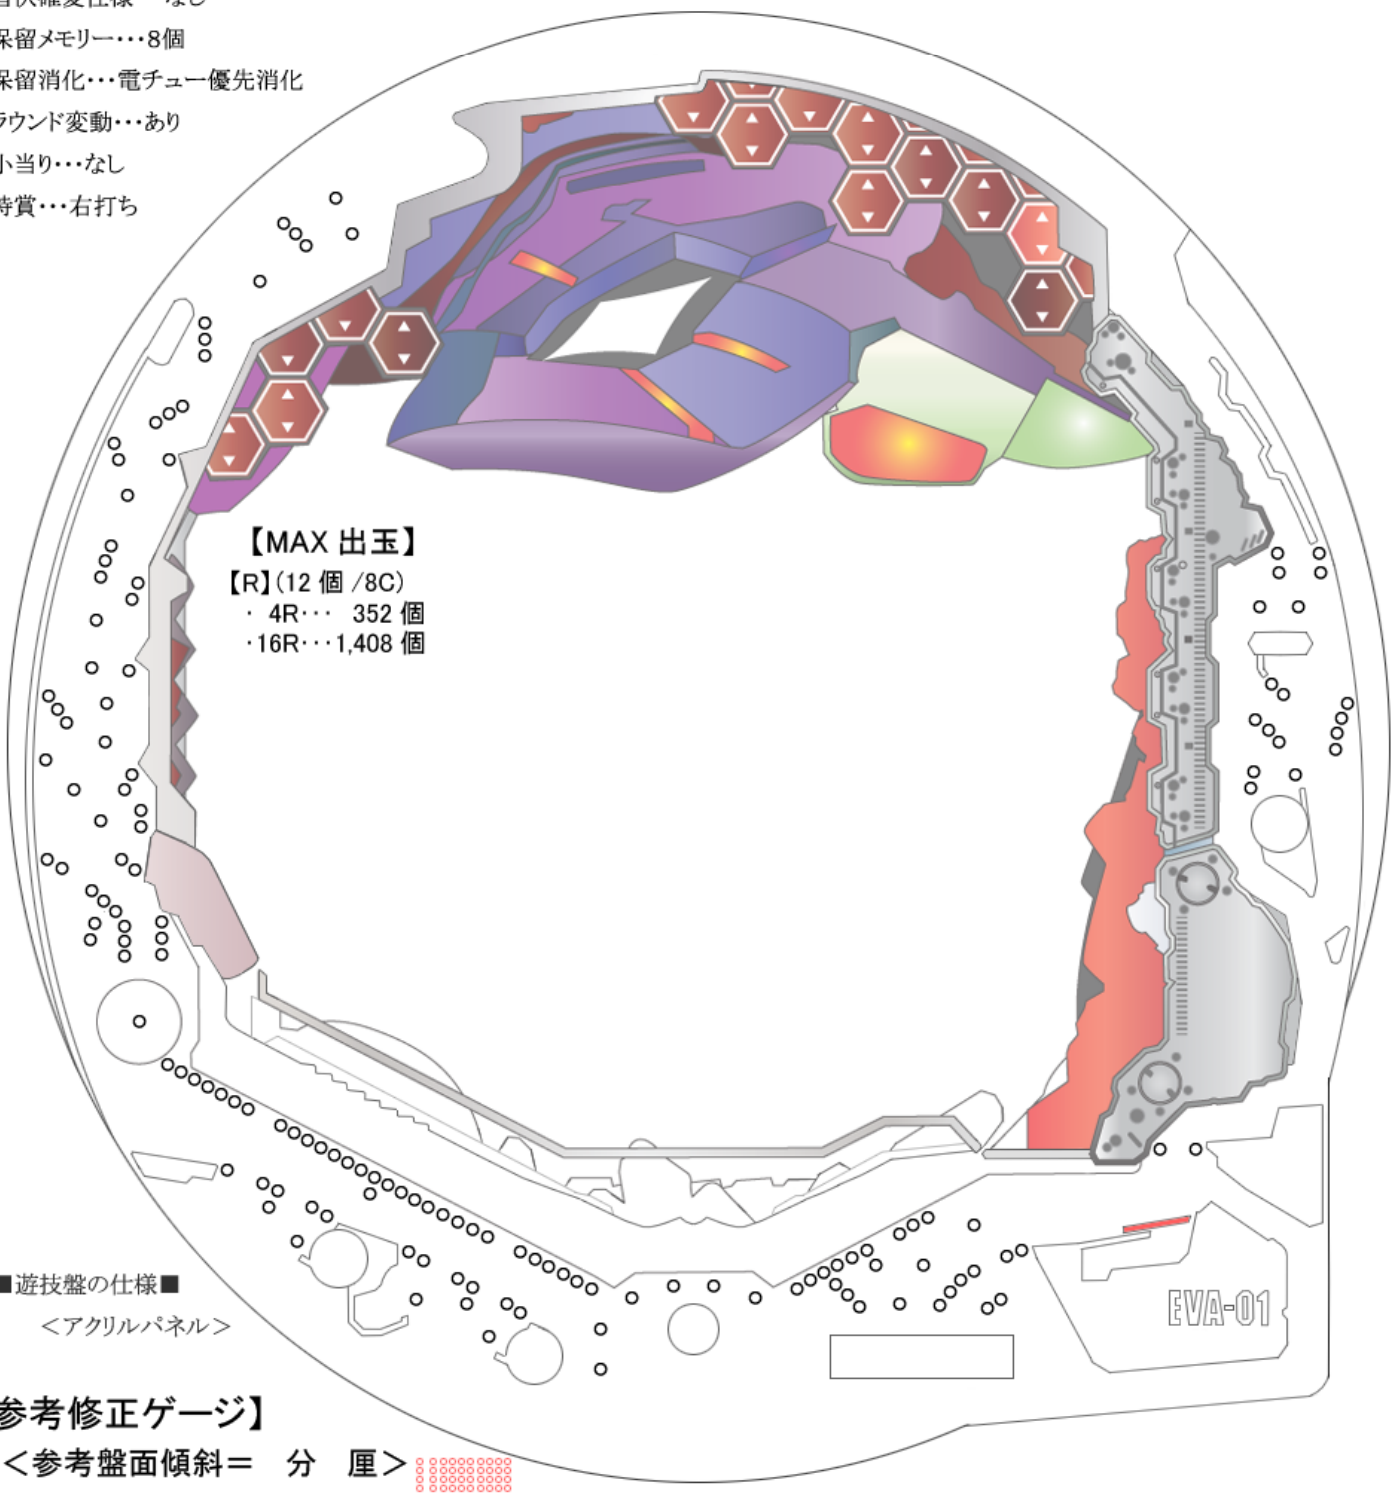 保留メモリー・・・8個
保留消化・・・電チュー優先消化
ラウンド変動・・・あり
小当り・・・なし
特賞・・・右打ち
【MAX 出玉】
【R】(12 個 /8C)
・ 4R・・・ 352 個
・16R・・・1,408 個
■遊技盤の仕様■
＜アクリルパネル＞
EVA-01
参考修正ゲージ】
＜参考盤面傾斜＝　分　厘＞